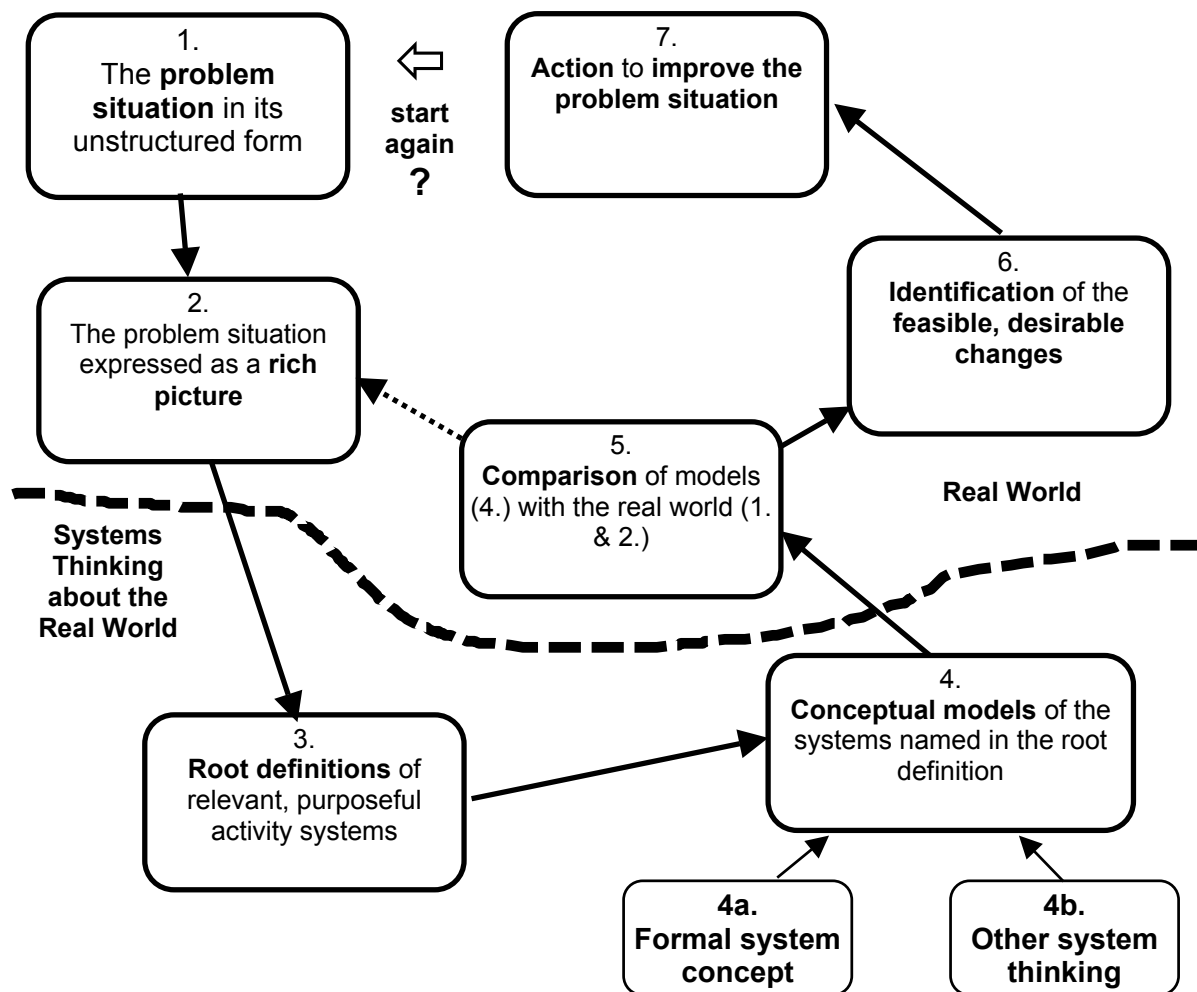 1.
The problem
situation in its
unstructured form
start
again
?
7.
Action to improve the
problem situation
2.
The problem situation
expressed as a rich
picture
6.
Identification of the
feasible, desirable
changes
5.
Comparison of models
(4.) with the real world (1.
& 2.)
Real World
Systems
Thinking
about the
Real World
3.
Root definitions of
relevant, purposeful
activity systems
4.
Conceptual models of the
systems named in the root
definition
4a.
Formal system
concept
4b.
Other system
thinking